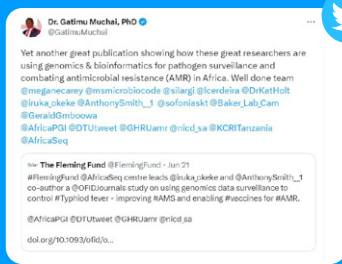 Dr. Gatimu Muchai, PhD
@GatimuMuchai
Yet another great publication showing how these great researchers are
using genomics & bioinformatics for pathogen surveillance and
combating antimicrobial resistance (AMR) in Africa. Well done team
@meganecarey @msmicrobiocode @silargi @lcerdeira @DrKatHolt
@iruka_okeke @AnthonySmith_1 @sofoniaskt @Baker_Lab_Cam
@GeraldGmboowa
@AfricaPGI @DTUtweet @GHRUamr @nicd_sa @KCRITanzania
@AfricaSeq
The Fleming Fund @FlemingFund · Jun 21
#FlemingFund @AfricaSeq centre leads @iruka_okeke and @AnthonySmith__1
co-author a @OFIDJournals study on using genomics data surveillance to
control #Typhoid fever - improving #AMS and enabling #vaccines for #AMR.
@AfricaPGI @DTUtweet @GHRUamr @nicd_sa
doi.org/10.1093/ofid/o...